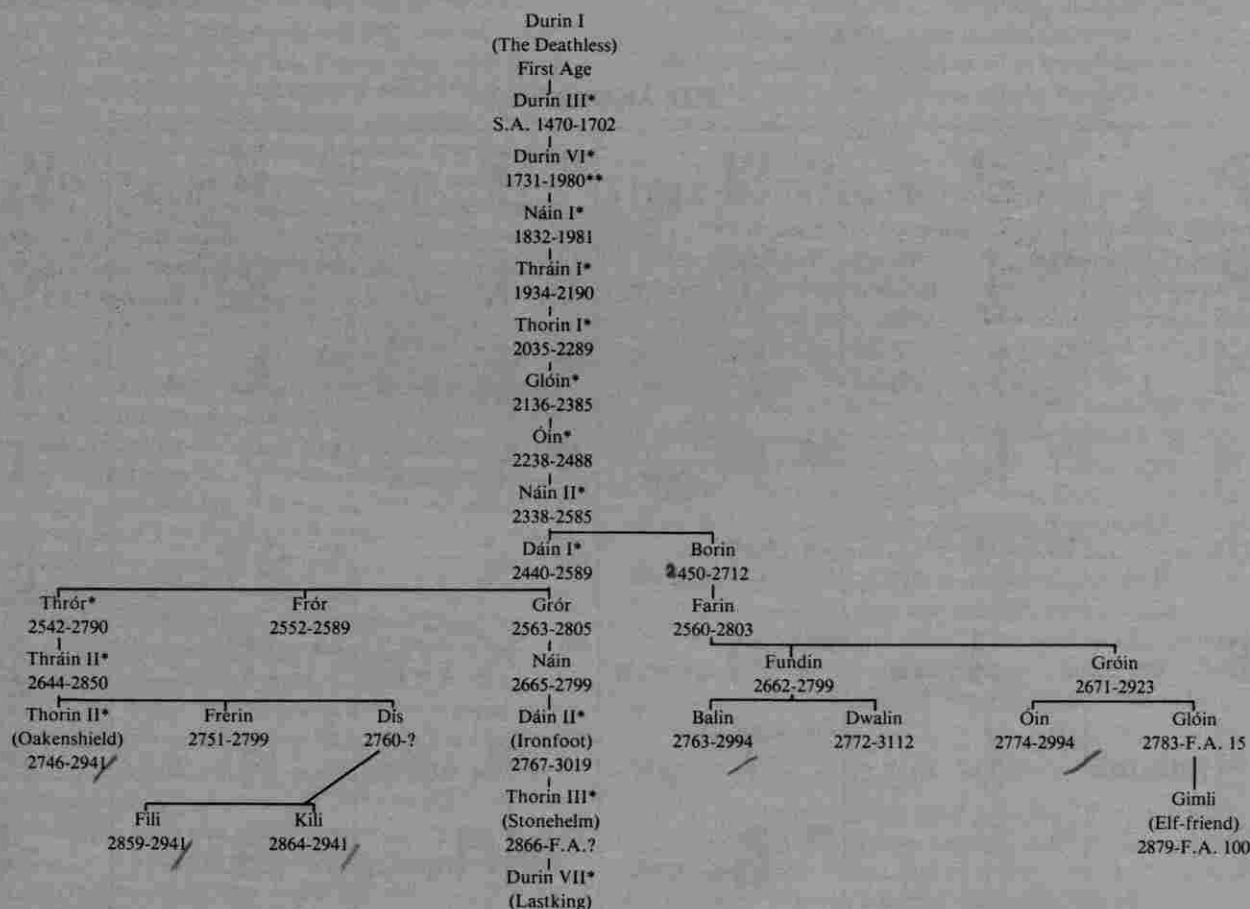 Durin I
(The Deathless)
First Age
Durin III*
S.A. 1470-1702
Durin VI*
1731-1980**
Náin I*
1832-1981
Thráin I*
1934-2190
Thorin I*
2035-2289
Glóin*
2136-2385
Óin*
2238-2488
Náin II*
2338-2585
Dáin I* Borin
2440-2589 2450-2712
Thrór* Frór Grór Farin
2542-2790 2552-2589 2563-2805 2560-2803
Thráin II* Náin Fundin Gróin
2644-2850 2665-2799 2662-2799 2671-2923
Thorin II* Frèrin Dis Dáin II* Balin Dwalin Óin Glóin
(Oakenshield) 2751-2799 2760-? (Ironfoot) 2763-2994 2772-3112 2774-2994 2783-F.A. 15
2746-2941 2767-3019
Thorin III* Gimli
Fili Kili (Stonehelm) (Elf-friend)
2859-2941 2864-2941 2866-F.A.? 2879-F.A. 100
Durin VII*
(Lastking)